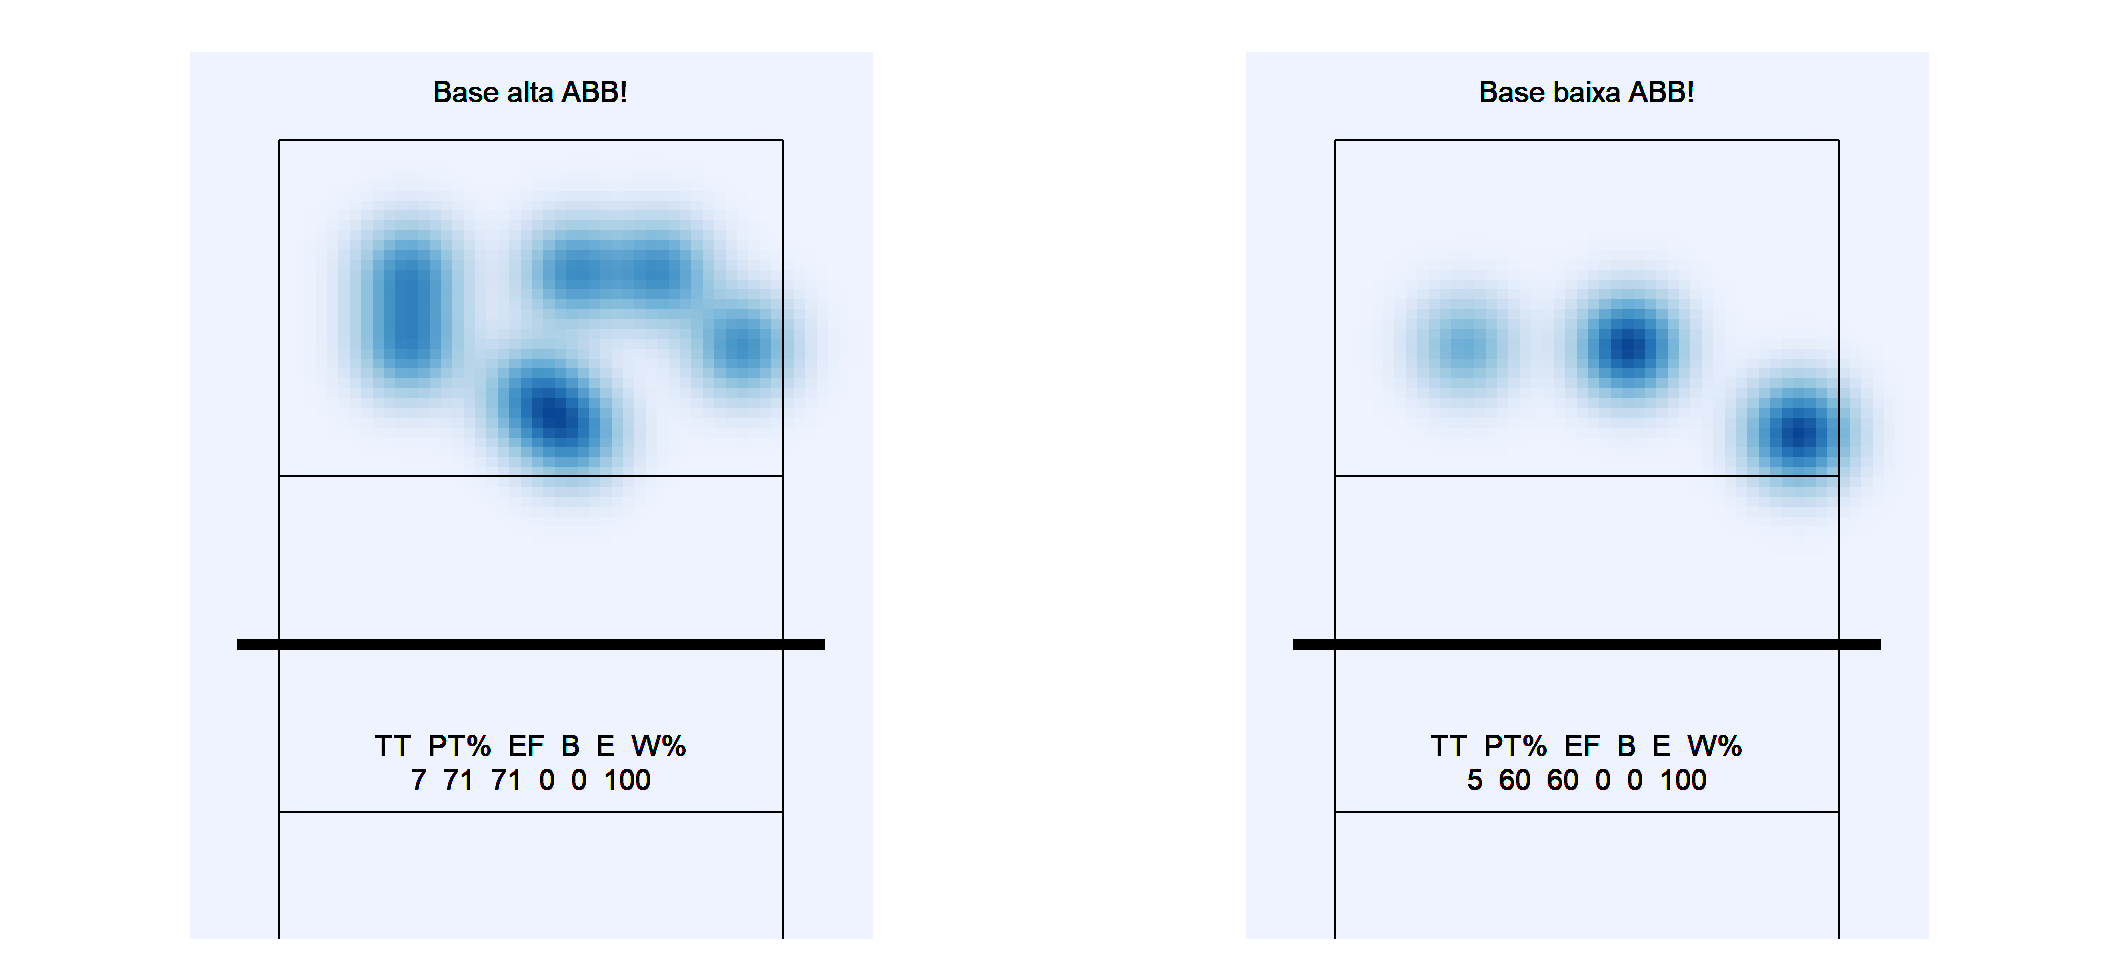 Base alta ABB!
TT PT% EF B E W%
7 71 71 0 0 100
Base baixa ABB!
TT PT% EF B E W%
5 60 60 0 0 100